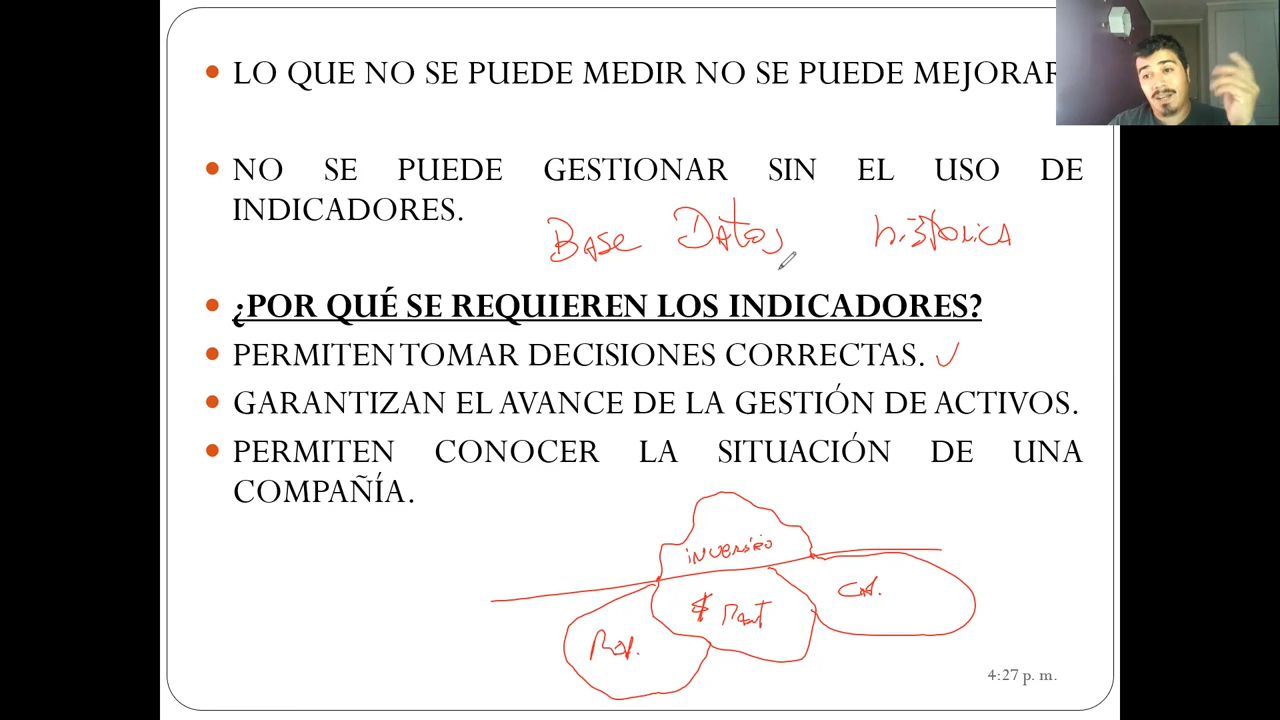 LO QUE NO SE PUEDE MEDIR NO SE PUEDE MEJORAR
NO SE PUEDE GESTIONAR SIN EL USO DE
INDICADORES.
BASE DATOS histórica
¿POR QUÉ SE REQUIEREN LOS INDICADORES?
PERMITEN TOMAR DECISIONES CORRECTAS.
GARANTIZAN EL AVANCE DE LA GESTIÓN DE ACTIVOS.
PERMITEN CONOCER LA SITUACIÓN DE UNA
COMPAÑÍA.
$ Mant
4:27 p. m.